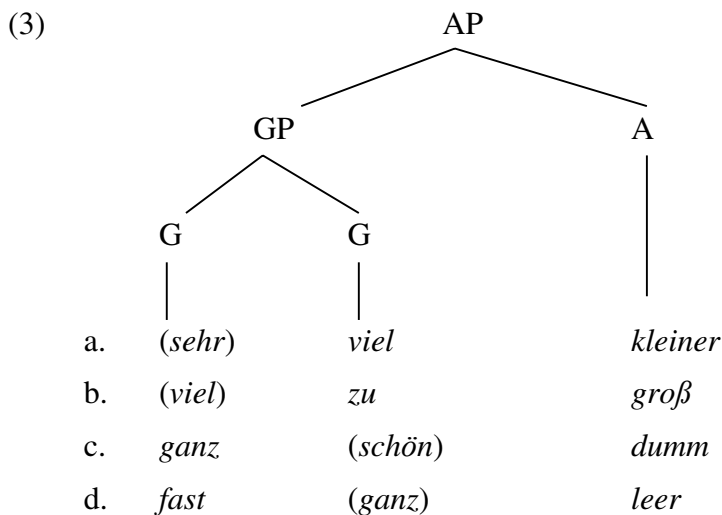 (3) AP
GP A
G G
a. (sehr) viel kleiner
b. (viel) zu groß
c. ganz (schön) dumm
d. fast (ganz) leer